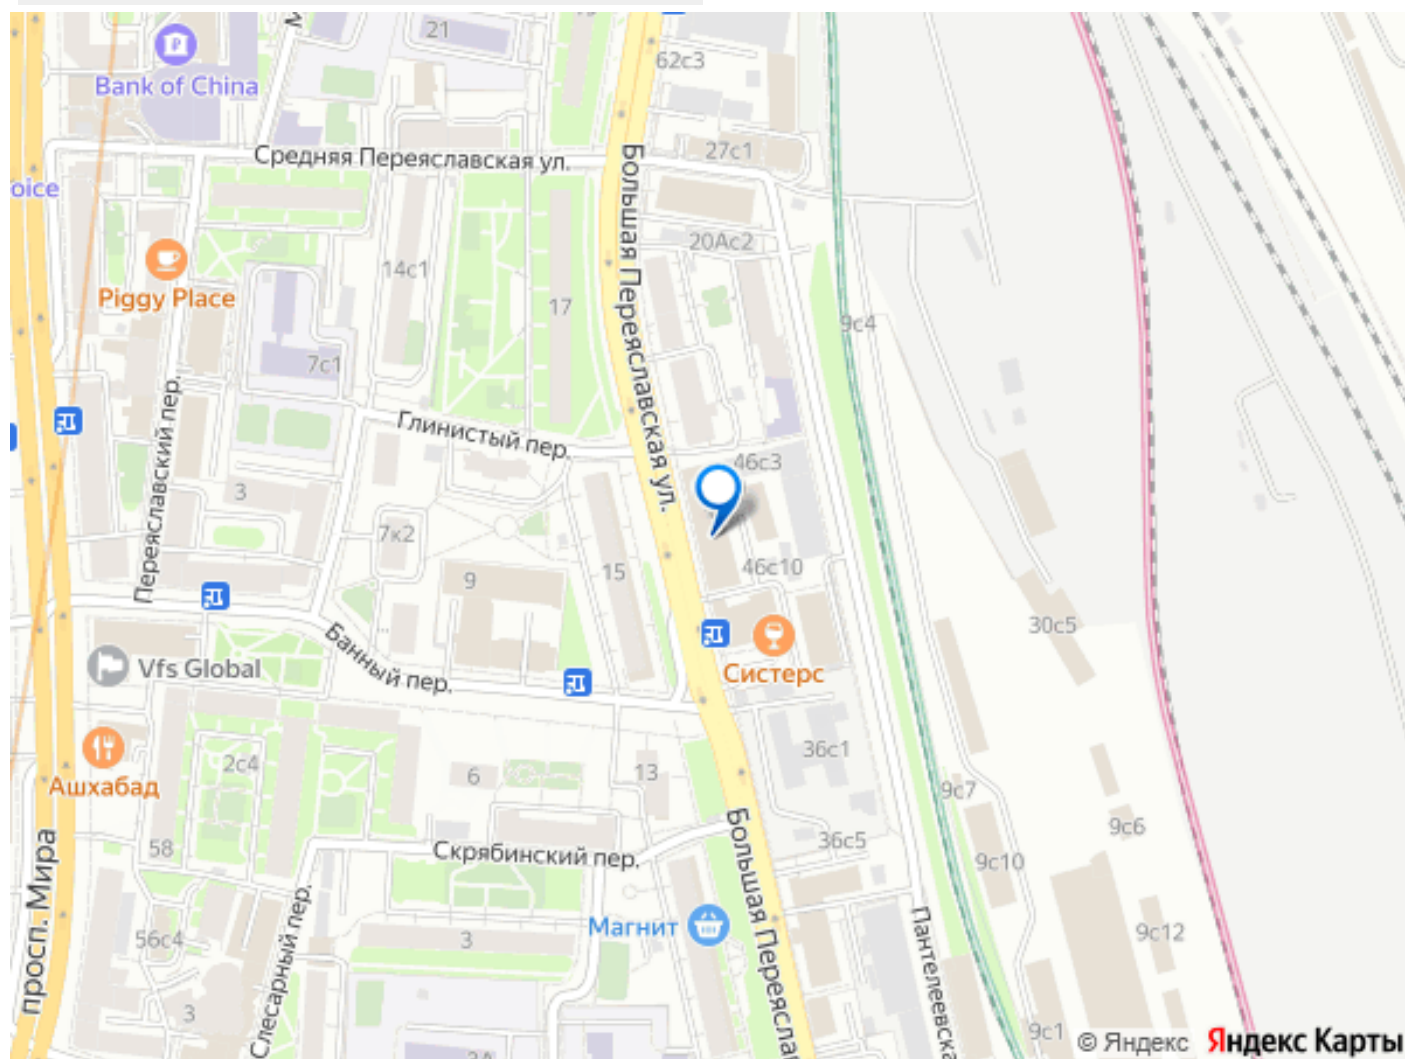 21
62с3
Bank of China
27с1
Средняя Переяславская ул.
Большая Переяславская ул.
oice
20Ас2
14с1
Piggy Place
17
9с4
7с1
Переяславский пер.
Глинистый пер.
46с3
3
7к2
46с10
9
15
30с5
Банный пер.
Vfs Global
Систерс
36с1
2с4
6
13
9с7
Ашхабад
9с6
просп. Мира
58
Скрябинский пер.
36с5
9с10
Большая Переясла
Слесарный пер.
Магнит
Пантелеевска
56с4
3
9с12
3
9с1
© Яндекс
Яндекс Карты